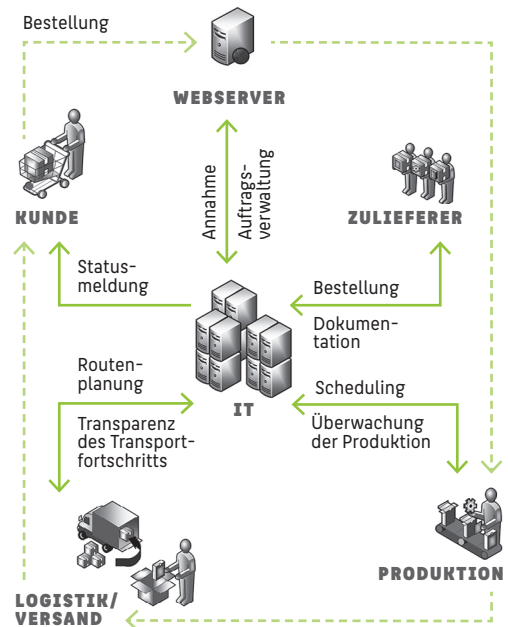 Bestellung
WEBSERVER
KUNDE
Annahme
Auftrags-
verwaltung
ZULIEFERER
Status-
meldung
Bestellung
Dokumen-
tation
IT
Routen-
planung
Transparenz
des Transport-
fortschritts
Scheduling
Überwachung
der Produktion
PRODUKTION
LOGISTIK/
VERSAND